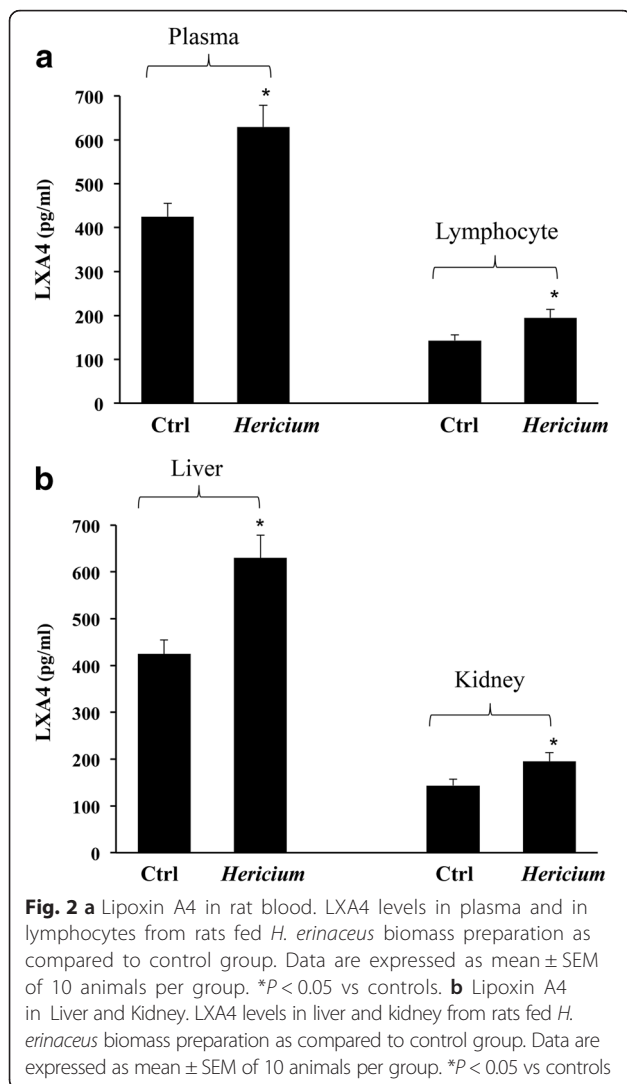 a
Plasma
*
700
600
500
400
300
200
100
0
LXA4 (pg/ml)
Lymphocyte
*
Ctrl Hericium Ctrl Hericium
b
Liver
*
700
600
500
400
300
200
100
0
LXA4 (pg/ml)
Kidney
*
Ctrl Hericium Ctrl Hericium
Fig. 2 a Lipoxin A4 in rat blood. LXA4 levels in plasma and in
lymphocytes from rats fed H. erinaceus biomass preparation as
compared to control group. Data are expressed as mean ± SEM
of 10 animals per group. *P < 0.05 vs controls. b Lipoxin A4
in Liver and Kidney. LXA4 levels in liver and kidney from rats fed H.
erinaceus biomass preparation as compared to control group. Data are
expressed as mean ± SEM of 10 animals per group. *P < 0.05 vs controls